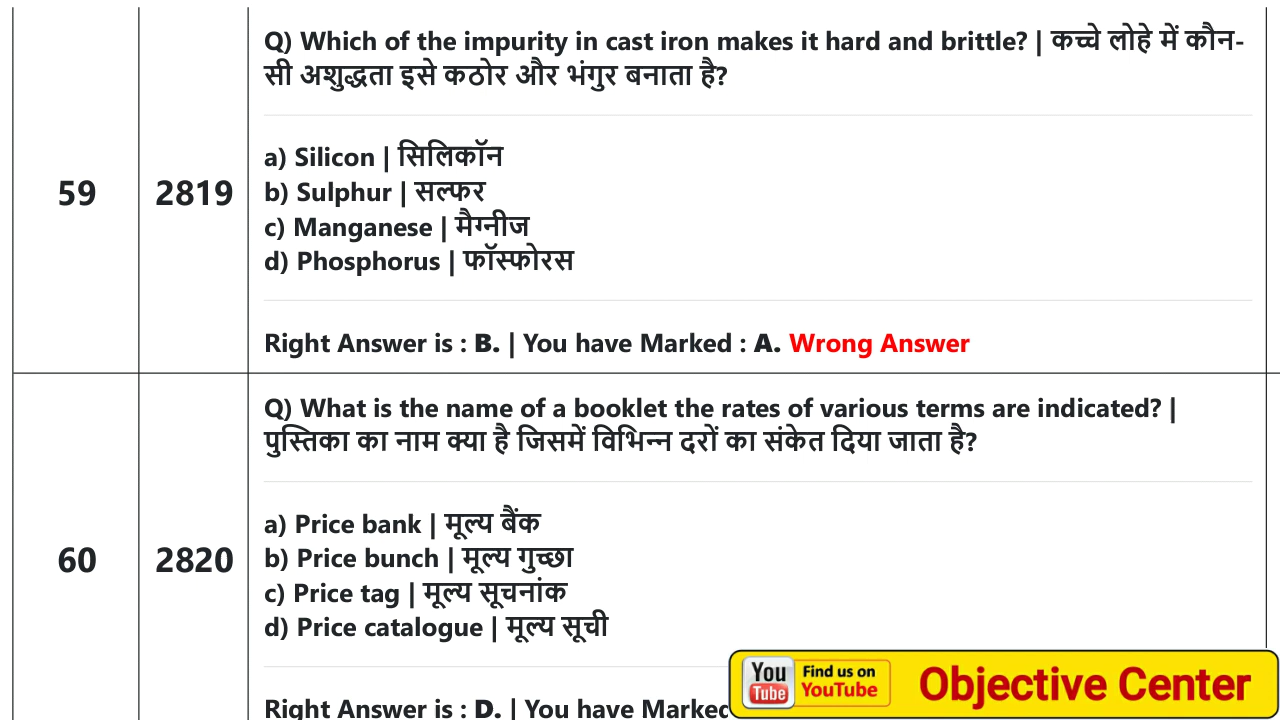 Q) Which of the impurity in cast iron makes it hard and brittle? | कच्चे लोहे में कौन-
सी अशुद्धता इसे कठोर और भंगुर बनाता है?
59
2819
a) Silicon | सिलिकॉन
b) Sulphur | सल्फर
c) Manganese | मैग्नीज
d) Phosphorus | फॉस्फोरस
Right Answer is : B. | You have Marked : A. Wrong Answer
Q) What is the name of a booklet the rates of various terms are indicated? |
पुस्तिका का नाम क्या है जिसमें विभिन्न दरों का संकेत दिया जाता है?
60
2820
a) Price bank | मूल्य बैंक
b) Price bunch | मूल्य गुच्छा
c) Price tag | मूल्य सूचनांक
d) Price catalogue | मूल्य सूची
Right Answer is : D. | You have Marked
You
Tube
Find us on
YouTube
Objective Center